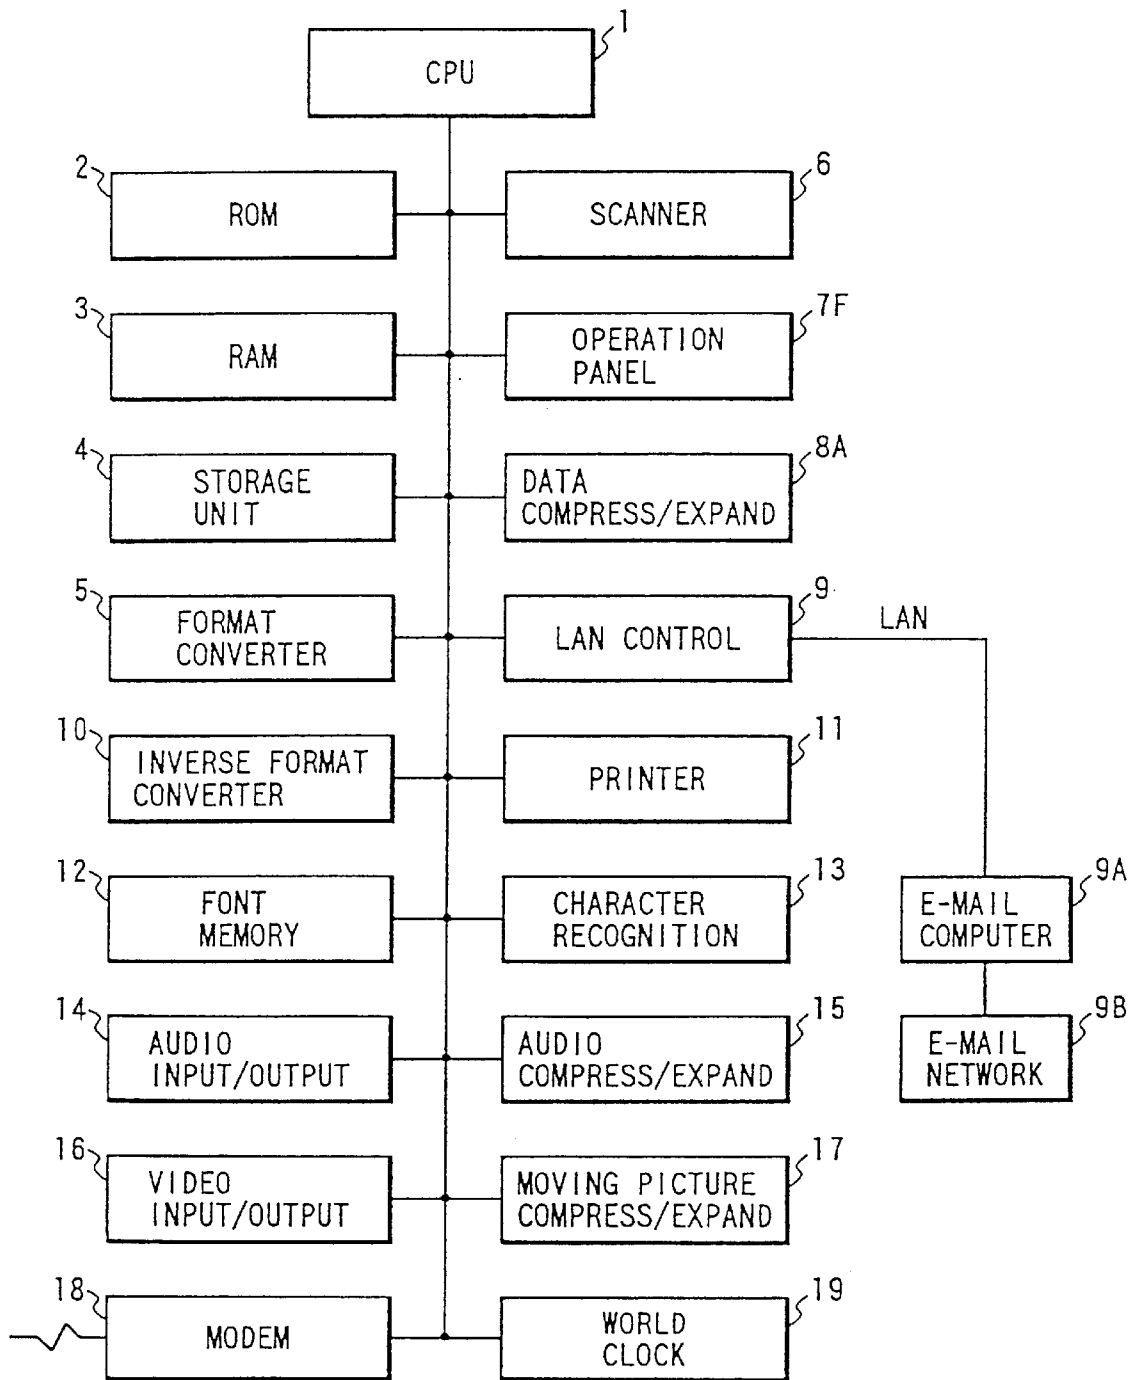 1
CPU
2
ROM
6
SCANNER
3
RAM
7F
OPERATION
PANEL
4
STORAGE
UNIT
8A
DATA
COMPRESS/EXPAND
5
FORMAT
CONVERTER
9
LAN CONTROL
LAN
10
INVERSE FORMAT
CONVERTER
11
PRINTER
12
FONT
MEMORY
13
CHARACTER
RECOGNITION
9A
E-MAIL
COMPUTER
14
AUDIO
INPUT/OUTPUT
15
AUDIO
COMPRESS/EXPAND
9B
E-MAIL
NETWORK
16
VIDEO
INPUT/OUTPUT
17
MOVING PICTURE
COMPRESS/EXPAND
18
MODEM
19
WORLD
CLOCK